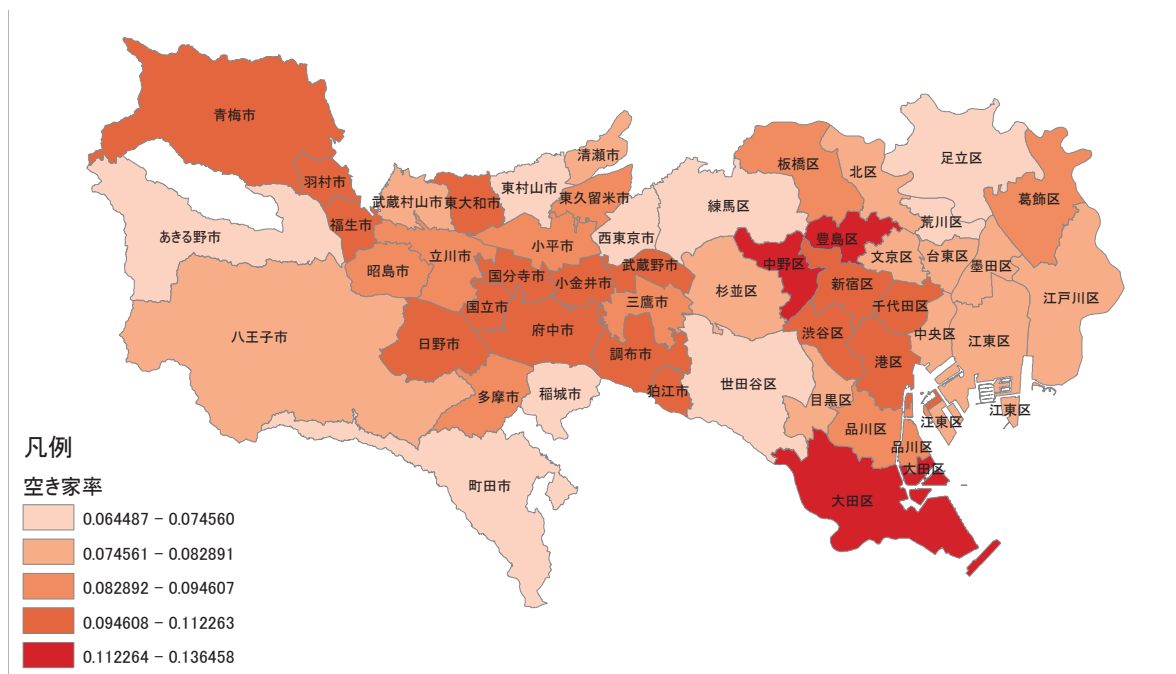 青梅市
足立区
清瀬市
板橋区
北区
羽村市
東村山市
武蔵村山市
東大和市
東久留米市
葛飾区
練馬区
福生市
荒川区
あきる野市
西東京市
豊島区
小平市
立川市
文京区
台東区
昭島市
国分寺市
武蔵野市
中野区
墨田区
小金井市
新宿区
杉並区
江戸川区
三鷹市
国立市
千代田区
府中市
渋谷区
中央区
八王子市
日野市
江東区
調布市
港区
世田谷区
狛江市
稲城市
多摩市
目黒区
江東区
江東区
品川区
品川区
大田区
町田市
大田区
凡例
空き家率
0.064487 - 0.074560
0.074561 - 0.082891
0.082892 - 0.094607
0.094608 - 0.112263
0.112264 - 0.136458